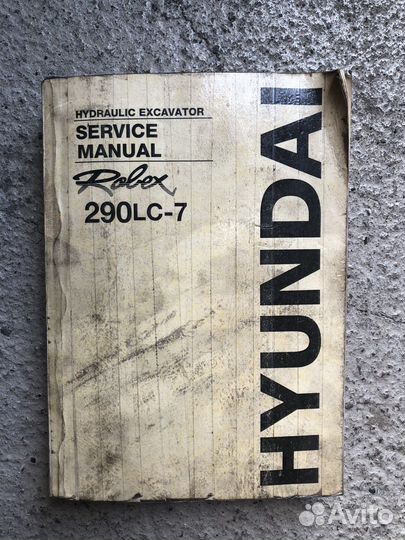 HYDRAULIC EXCAVATOR
SERVICE
MANUAL
Robex
290LC-7
HYUNDAI
Avito